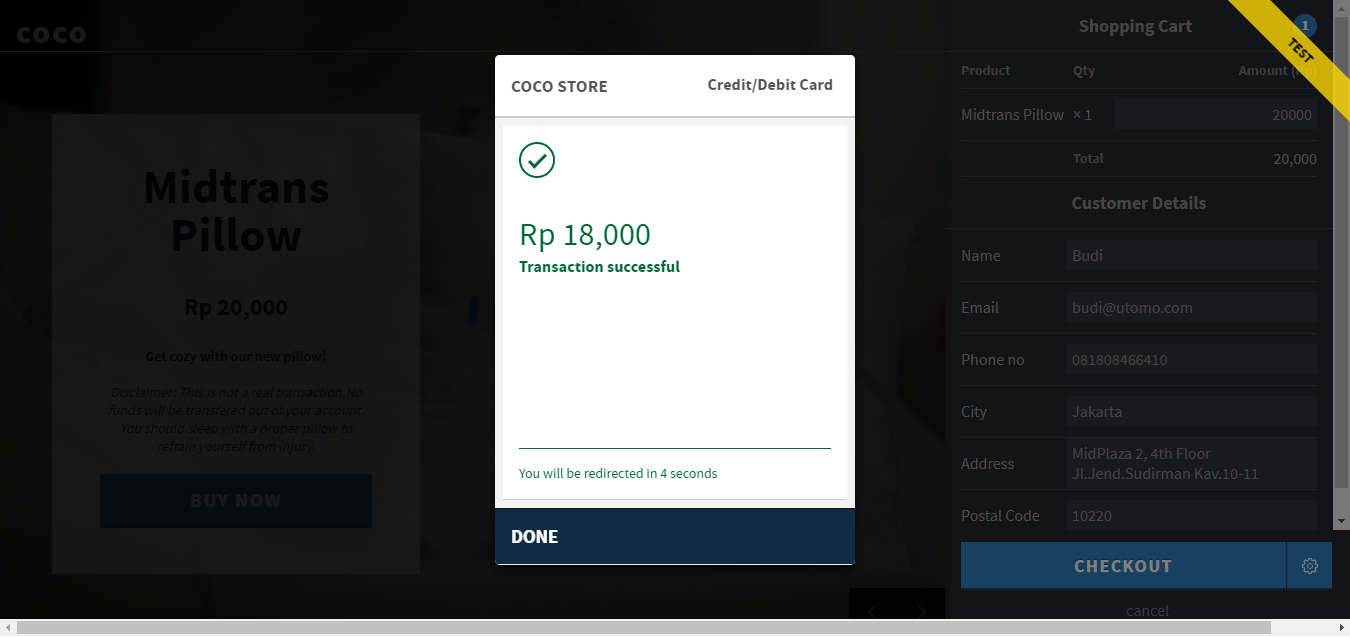 coco
Midtrans
Pillow
Rp 20,000
Get cozy with our new pillow!
Disclaimer: This is not a real transaction.No
funds will be transfered out of your account.
You should sleep with a proper pillow to
refrain yourself from injury.
BUY NOW
COCO STORE
Credit/Debit Card
Rp 18,000
Transaction successful
You will be redirected in 4 seconds
DONE
Shopping Cart 1
TEST
Product Qty Amount
Midtrans Pillow × 1 20000
Total 20,000
Customer Details
Name Budi
Email budi@utomo.com
Phone no 081808466410
City Jakarta
Address MidPlaza 2, 4th Floor
Jl.Jend.Sudirman Kav.10-11
Postal Code 10220
CHECKOUT
cancel